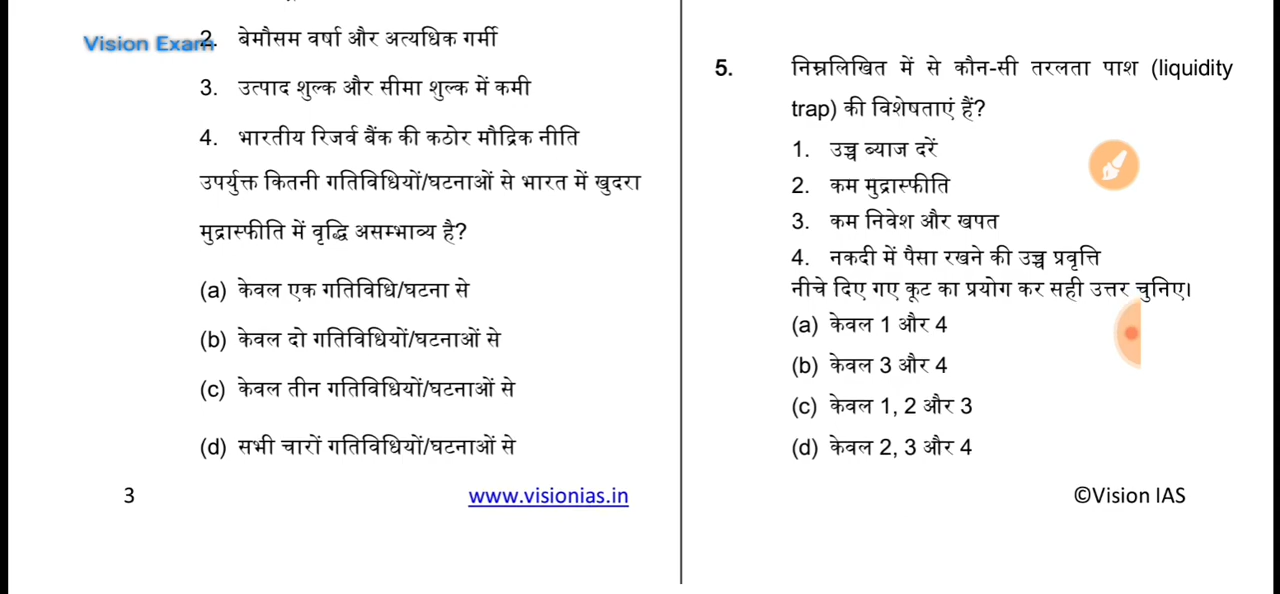 Vision Exam
2. बेमौसम वर्षा और अत्यधिक गर्मी
3. उत्पाद शुल्क और सीमा शुल्क में कमी
4. भारतीय रिजर्व बैंक की कठोर मौद्रिक नीति
उपर्युक्त कितनी गतिविधियों/घटनाओं से भारत में खुदरा
मुद्रास्फीति में वृद्धि असम्भाव्य है?
(a) केवल एक गतिविधि/घटना से
(b) केवल दो गतिविधियों/घटनाओं से
(c) केवल तीन गतिविधियों/घटनाओं से
(d) सभी चारों गतिविधियों/घटनाओं से
3
www.visionias.in
5. निम्नलिखित में से कौन-सी तरलता पाश (liquidity
trap) की विशेषताएं हैं?
1. उच्च ब्याज दरें
2. कम मुद्रास्फीति
3. कम निवेश और खपत
4. नकदी में पैसा रखने की उच्च प्रवृत्ति
नीचे दिए गए कूट का प्रयोग कर सही उत्तर चुनिए।
(a) केवल 1 और 4
(b) केवल 3 और 4
(c) केवल 1, 2 और 3
(d) केवल 2, 3 और 4
©Vision IAS